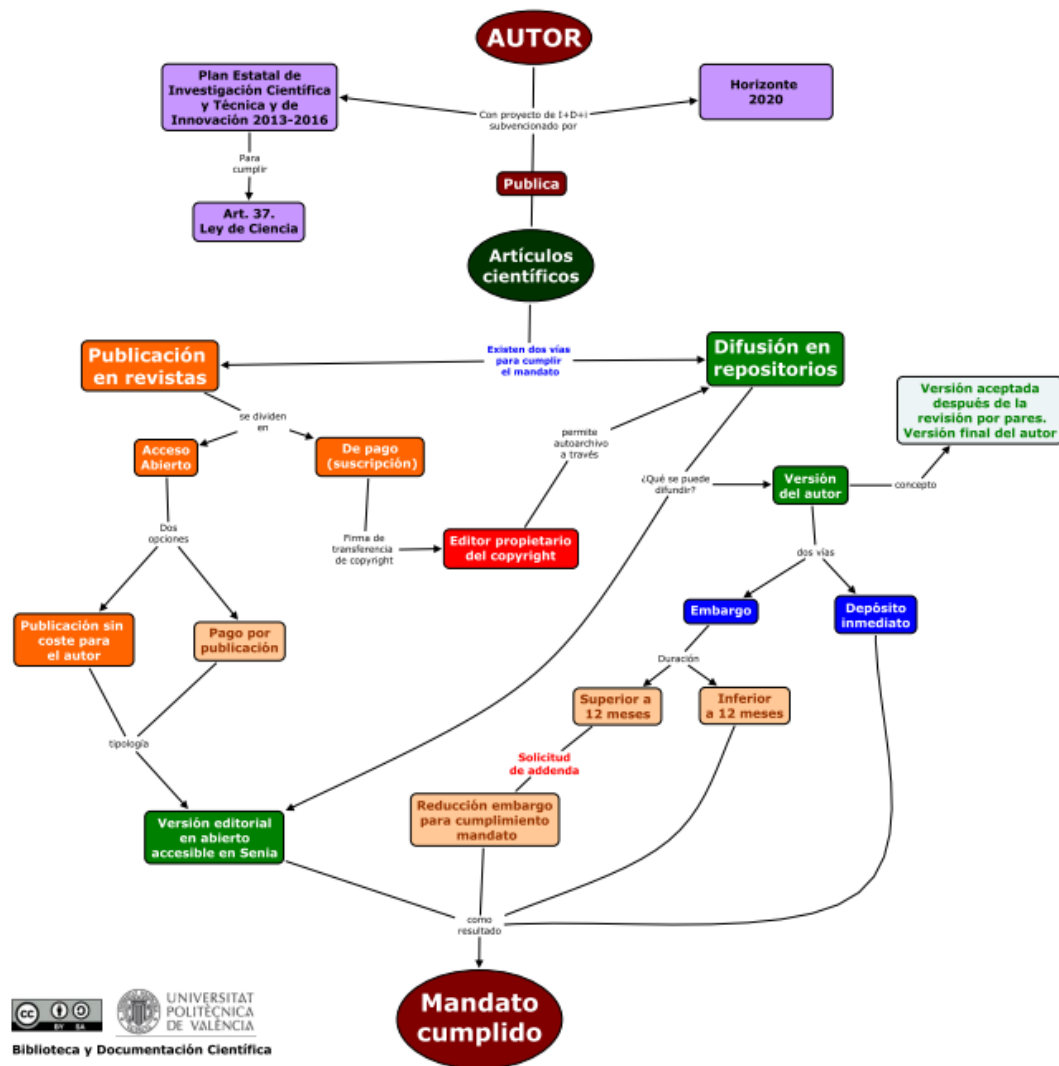 AUTOR
Plan Estatal de
Investigación Científica
y Técnica y de
Innovación 2013-2016
Horizonte
2020
Con proyecto de I+D+i
subvencionado por
Para
cumplir
Publica
Art. 37.
Ley de Ciencia
Artículos
científicos
Existen dos vías
para cumplir
el mandato
Publicación
en revistas
Difusión en
repositorios
se dividen
en
Acceso
Abierto
De pago
(suscripción)
permite
autoarchivo
a través
Versión aceptada
después de la
revisión por pares.
Versión final del autor
¿Qué se puede
difundir?
Versión
del autor
concepto
Dos
opciones
Firma de
transferencia
de copyright
Editor propietario
del copyright
dos vías
Publicación sin
coste para
el autor
Pago por
publicación
Embargo
Depósito
inmediato
Duración
Superior a
12 meses
Inferior
a 12 meses
tipología
Solicitud
de addenda
Versión editorial
en abierto
accesible en Senia
Reducción embargo
para cumplimiento
mandato
como
resultado
Mandato
cumplido
cc
BY SA
UNIVERSITAT
POLITÈCNICA
DE VALÈNCIA
Biblioteca y Documentación Científica